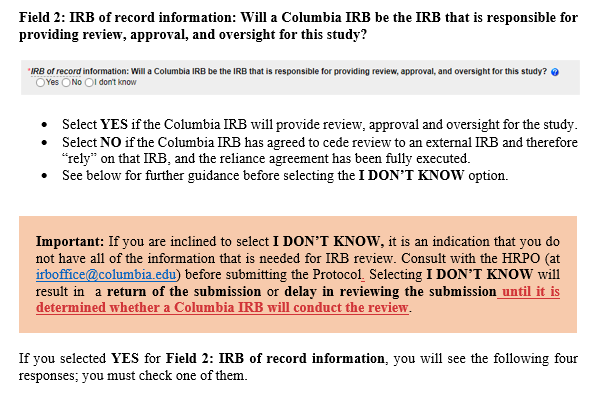 Field 2: IRB of record information: Will a Columbia IRB be the IRB that is responsible for
providing review, approval, and oversight for this study?
*IRB of record information: Will a Columbia IRB be the IRB that is responsible for providing review, approval, and oversight for this study? ?
Yes No I don't know
• Select YES if the Columbia IRB will provide review, approval and oversight for the study.
• Select NO if the Columbia IRB has agreed to cede review to an external IRB and therefore
“rely” on that IRB, and the reliance agreement has been fully executed.
• See below for further guidance before selecting the I DON’T KNOW option.
Important: If you are inclined to select I DON’T KNOW, it is an indication that you do
not have all of the information that is needed for IRB review. Consult with the HRPO (at
irboffice@columbia.edu) before submitting the Protocol. Selecting I DON’T KNOW will
result in a return of the submission or delay in reviewing the submission until it is
determined whether a Columbia IRB will conduct the review.
If you selected YES for Field 2: IRB of record information, you will see the following four
responses; you must check one of them.